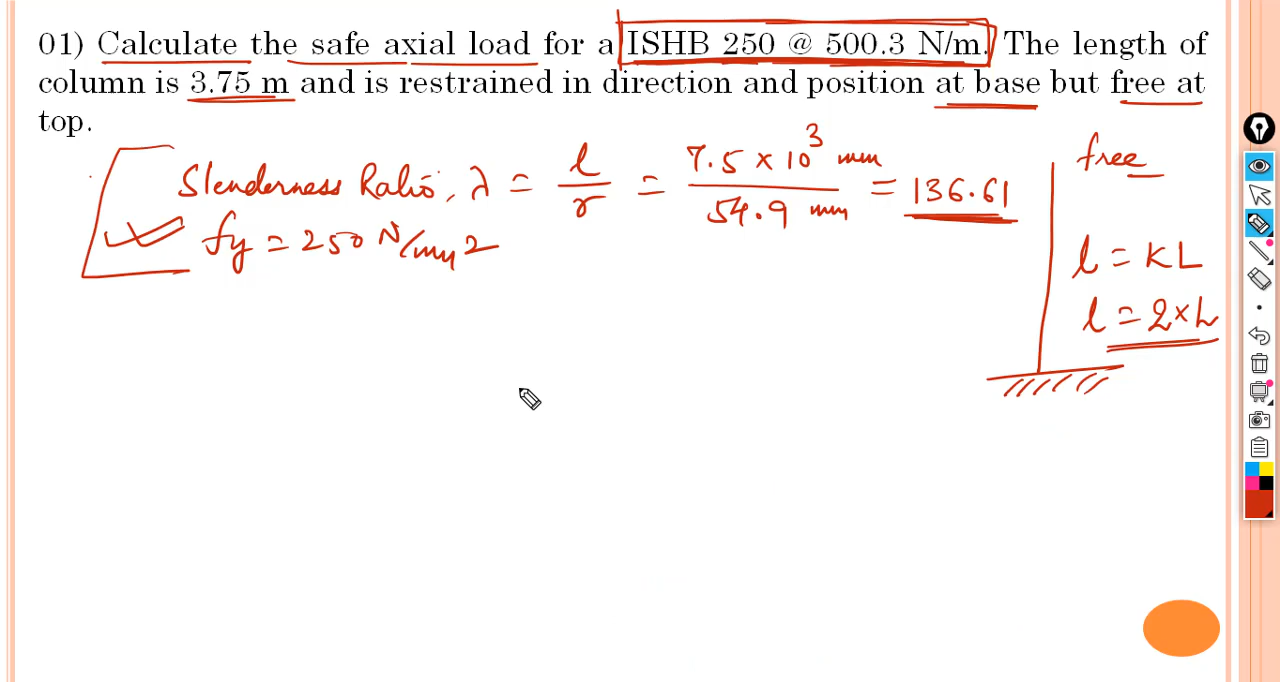 01) Calculate the safe axial load for a ISHB 250 @ 500.3 N/m. The length of
column is 3.75 m and is restrained in direction and position at base but free at
top.
Slenderness Ratio, λ = l / r = 7.5 × 10³ mm / 54.9 mm = 136.61
fy = 250 N/mm2
free
l = KL
l = 2×L